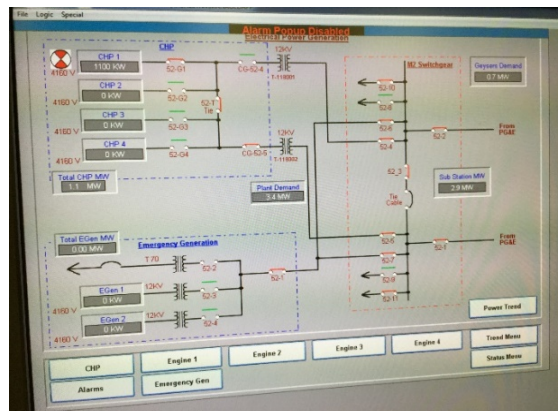 File Logic Special
Alarm Popup Disabled
Electrical Power Generation
CHP
CHP 1
1100 KW
4160 V
52-G1
CG-52-4
12KV
T-118001
CHP 2
0 KW
52-G2
52-T
Tie
CHP 3
0 KW
4160 V
52-G3
CHP 4
0 KW
4160 V
52-G4
CG-52-5
12KV
T-118002
Total CHP MW
1.1 MW
Plant Demand
3.4 MW
M2 Switchgear
52-10
52-8
52-6
52-4
52-2
From
PG&E
52_3
Tie
Cable
52-5
52-7
52-9
52-11
52-1
From
PG&E
Geysers Demand
0.7 MW
Sub Station MW
2.9 MW
Total EGen MW
0.00 MW
Emergency Generation
T 70
52-2
52-1
EGen 1
0 KW
12KV
52-3
4160 V
EGen 2
0 KW
12KV
52-4
4160 V
Power Trend
CHP
Engine 1
Engine 2
Engine 3
Engine 4
Trend Menu
Alarms
Emergency Gen
Status Menu